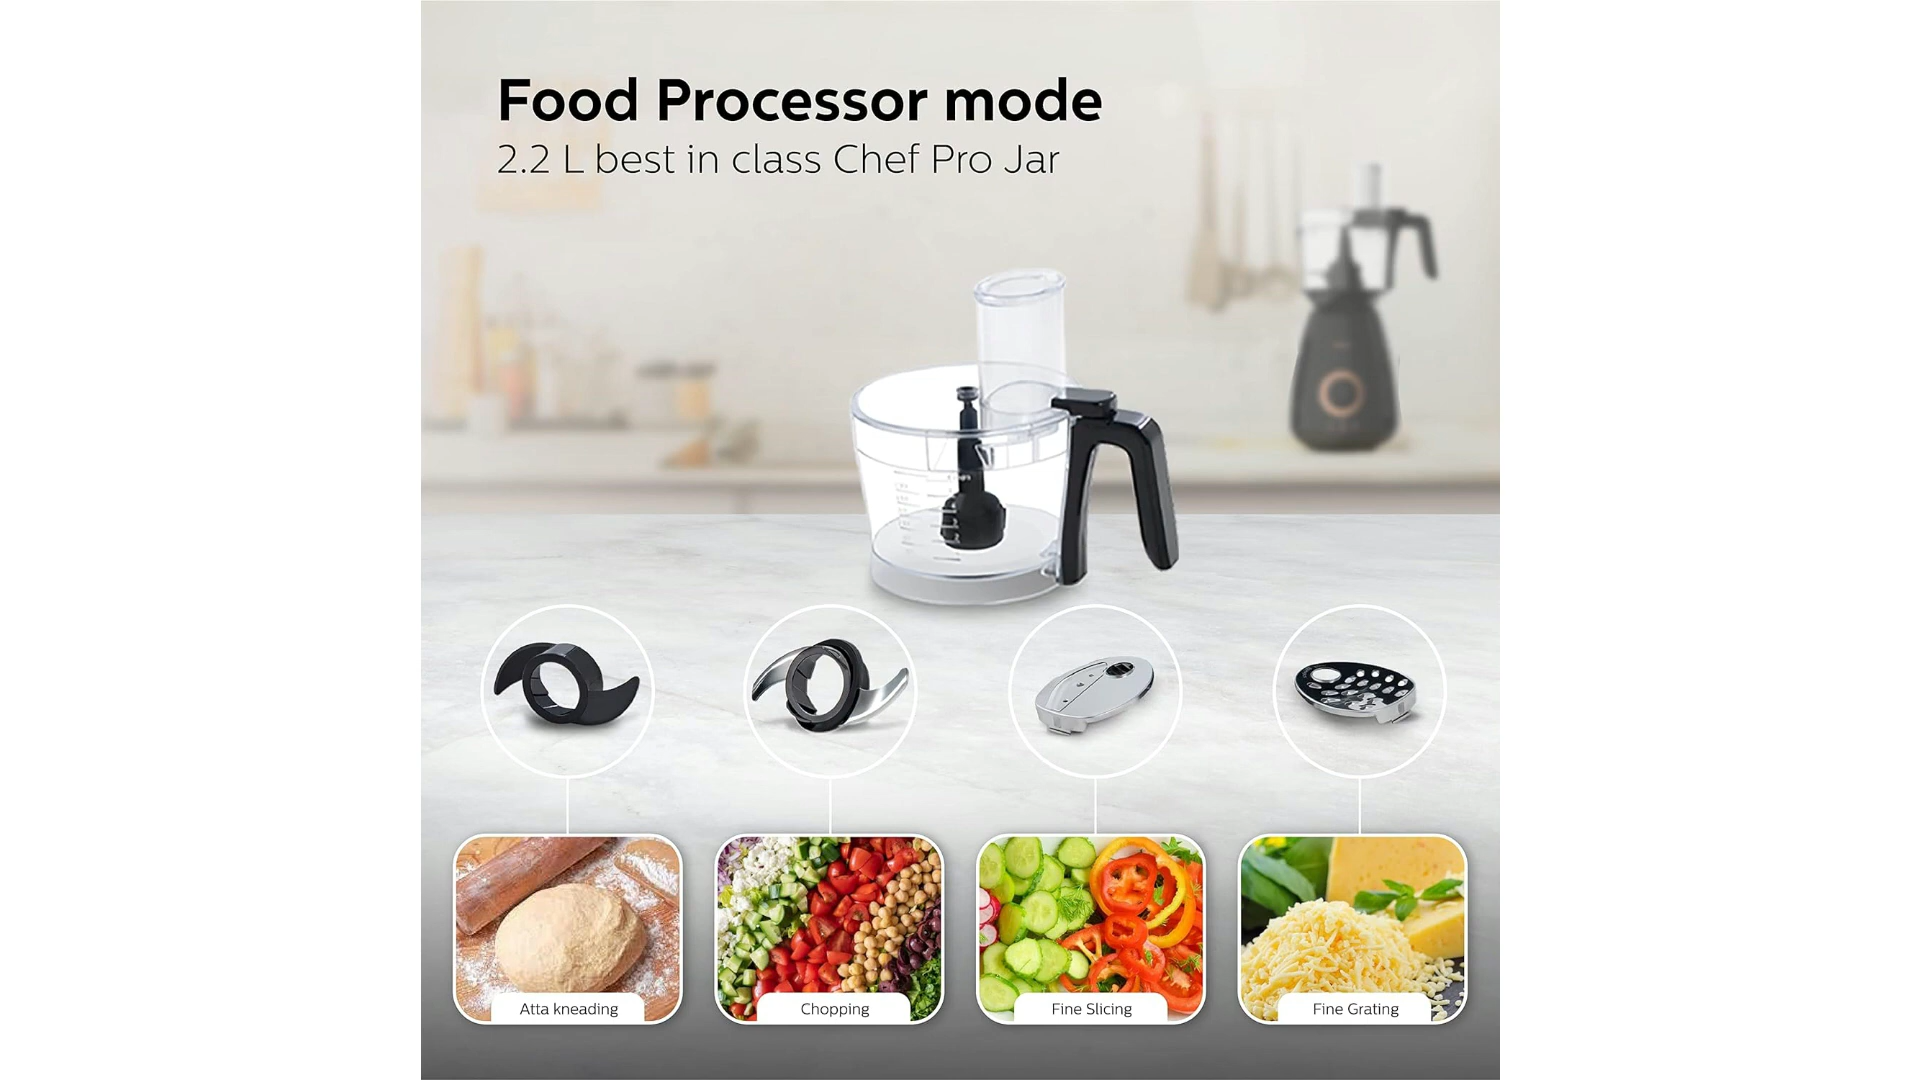 Food Processor mode
2.2 L best in class Chef Pro Jar
Atta kneading
Chopping
Fine Slicing
Fine Grating